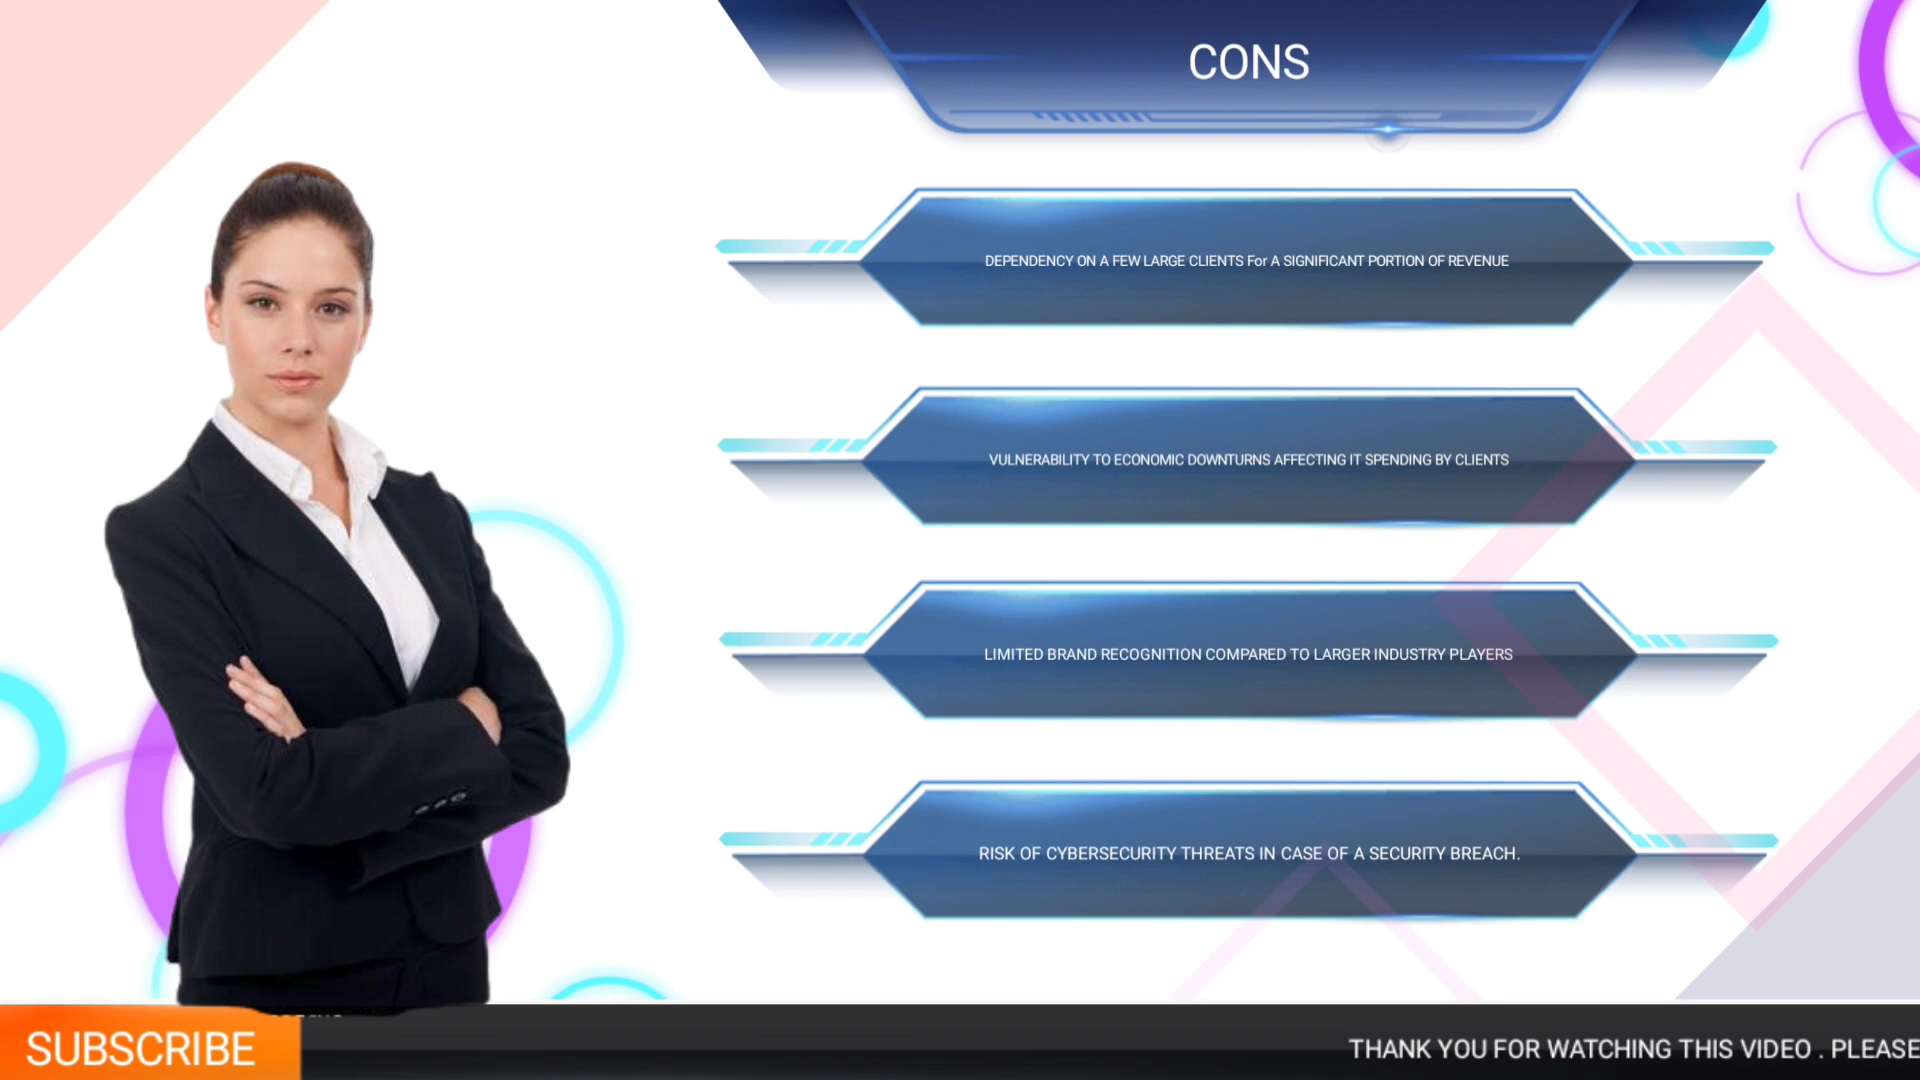 CONS
DEPENDENCY ON A FEW LARGE CLIENTS For A SIGNIFICANT PORTION OF REVENUE
VULNERABILITY TO ECONOMIC DOWNTURNS AFFECTING IT SPENDING BY CLIENTS
LIMITED BRAND RECOGNITION COMPARED TO LARGER INDUSTRY PLAYERS
RISK OF CYBERSECURITY THREATS IN CASE OF A SECURITY BREACH.
SUBSCRIBE
THANK YOU FOR WATCHING THIS VIDEO . PLEASE